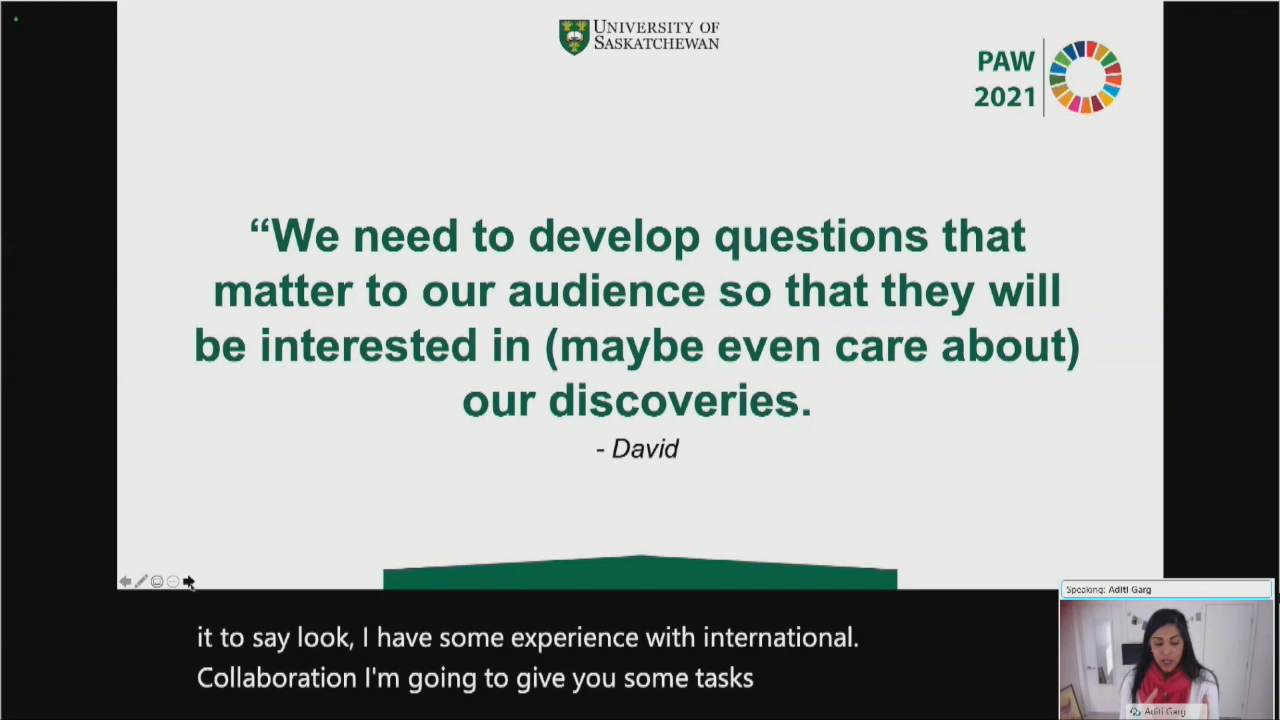 UNIVERSITY OF
SASKATCHEWAN
PAW
2021
“We need to develop questions that
matter to our audience so that they will
be interested in (maybe even care about)
our discoveries.
- David
it to say look, I have some experience with international.
Collaboration I'm going to give you some tasks
Speaking: Aditi Garg
Aditi Garg